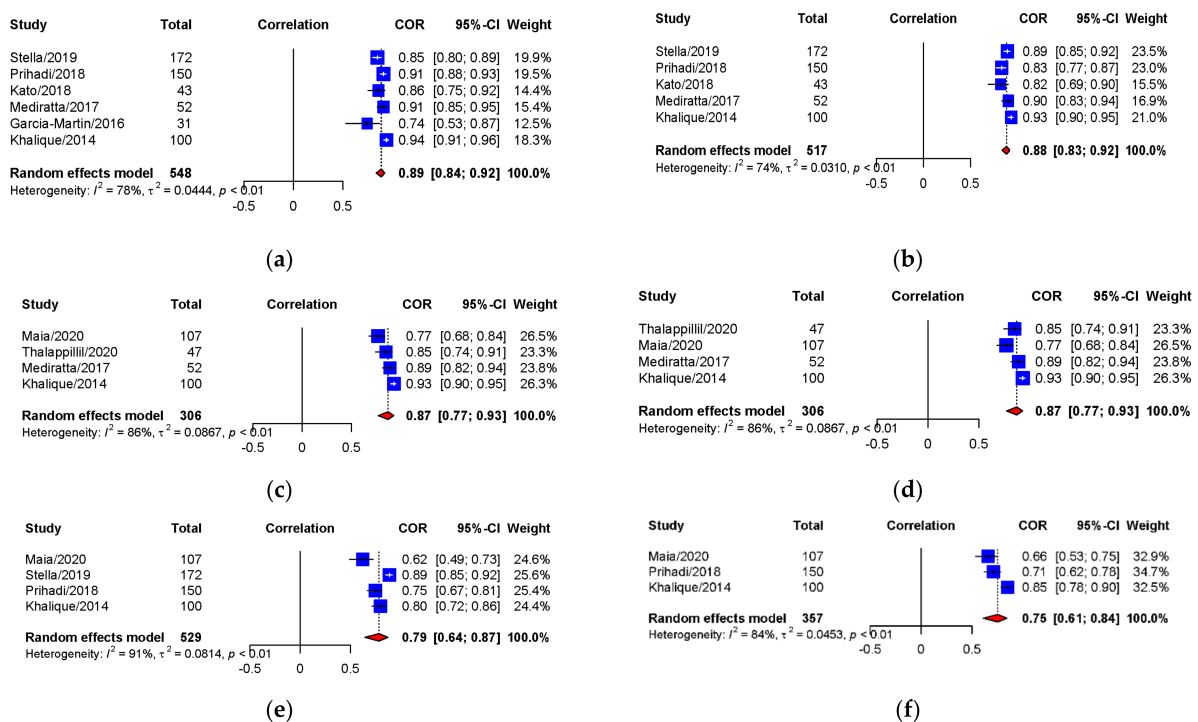 Study Total Correlation COR 95%-CI Weight
Stella/2019 172 0.85 [0.80; 0.89] 19.9%
Prihadi/2018 150 0.91 [0.88; 0.93] 19.5%
Kato/2018 43 0.86 [0.75; 0.92] 14.4%
Mediratta/2017 52 0.91 [0.85; 0.95] 15.4%
Garcia-Martin/2016 31 0.74 [0.53; 0.87] 12.5%
Khalique/2014 100 0.94 [0.91; 0.96] 18.3%
Random effects model 548 0.89 [0.84; 0.92] 100.0%
Heterogeneity: I² = 78%, τ² = 0.0444, p < 0.01
-0.5 0 0.5
(a)
Study Total Correlation COR 95%-CI Weight
Stella/2019 172 0.89 [0.85; 0.92] 23.5%
Prihadi/2018 150 0.83 [0.77; 0.87] 23.0%
Kato/2018 43 0.82 [0.69; 0.90] 15.5%
Mediratta/2017 52 0.90 [0.83; 0.94] 16.9%
Khalique/2014 100 0.93 [0.90; 0.95] 21.0%
Random effects model 517 0.88 [0.83; 0.92] 100.0%
Heterogeneity: I² = 74%, τ² = 0.0310, p < 0.01
-0.5 0 0.5
(b)
Study Total Correlation COR 95%-CI Weight
Maia/2020 107 0.77 [0.68; 0.84] 26.5%
Thalappillil/2020 47 0.85 [0.74; 0.91] 23.3%
Mediratta/2017 52 0.89 [0.82; 0.94] 23.8%
Khalique/2014 100 0.93 [0.90; 0.95] 26.3%
Random effects model 306 0.87 [0.77; 0.93] 100.0%
Heterogeneity: I² = 86%, τ² = 0.0867, p < 0.01
-0.5 0 0.5
(c)
Study Total Correlation COR 95%-CI Weight
Thalappillil/2020 47 0.85 [0.74; 0.91] 23.3%
Maia/2020 107 0.77 [0.68; 0.84] 26.5%
Mediratta/2017 52 0.89 [0.82; 0.94] 23.8%
Khalique/2014 100 0.93 [0.90; 0.95] 26.3%
Random effects model 306 0.87 [0.77; 0.93] 100.0%
Heterogeneity: I² = 86%, τ² = 0.0867, p < 0.01
-0.5 0 0.5
(d)
Study Total Correlation COR 95%-CI Weight
Maia/2020 107 0.62 [0.49; 0.73] 24.6%
Stella/2019 172 0.89 [0.85; 0.92] 25.6%
Prihadi/2018 150 0.75 [0.67; 0.81] 25.4%
Khalique/2014 100 0.80 [0.72; 0.86] 24.4%
Random effects model 529 0.79 [0.64; 0.87] 100.0%
Heterogeneity: I² = 91%, τ² = 0.0814, p < 0.01
-0.5 0 0.5
(e)
Study Total Correlation COR 95%-CI Weight
Maia/2020 107 0.66 [0.53; 0.75] 32.9%
Prihadi/2018 150 0.71 [0.62; 0.78] 34.7%
Khalique/2014 100 0.85 [0.78; 0.90] 32.5%
Random effects model 357 0.75 [0.61; 0.84] 100.0%
Heterogeneity: I² = 84%, τ² = 0.0453, p < 0.01
-0.5 0 0.5
(f)